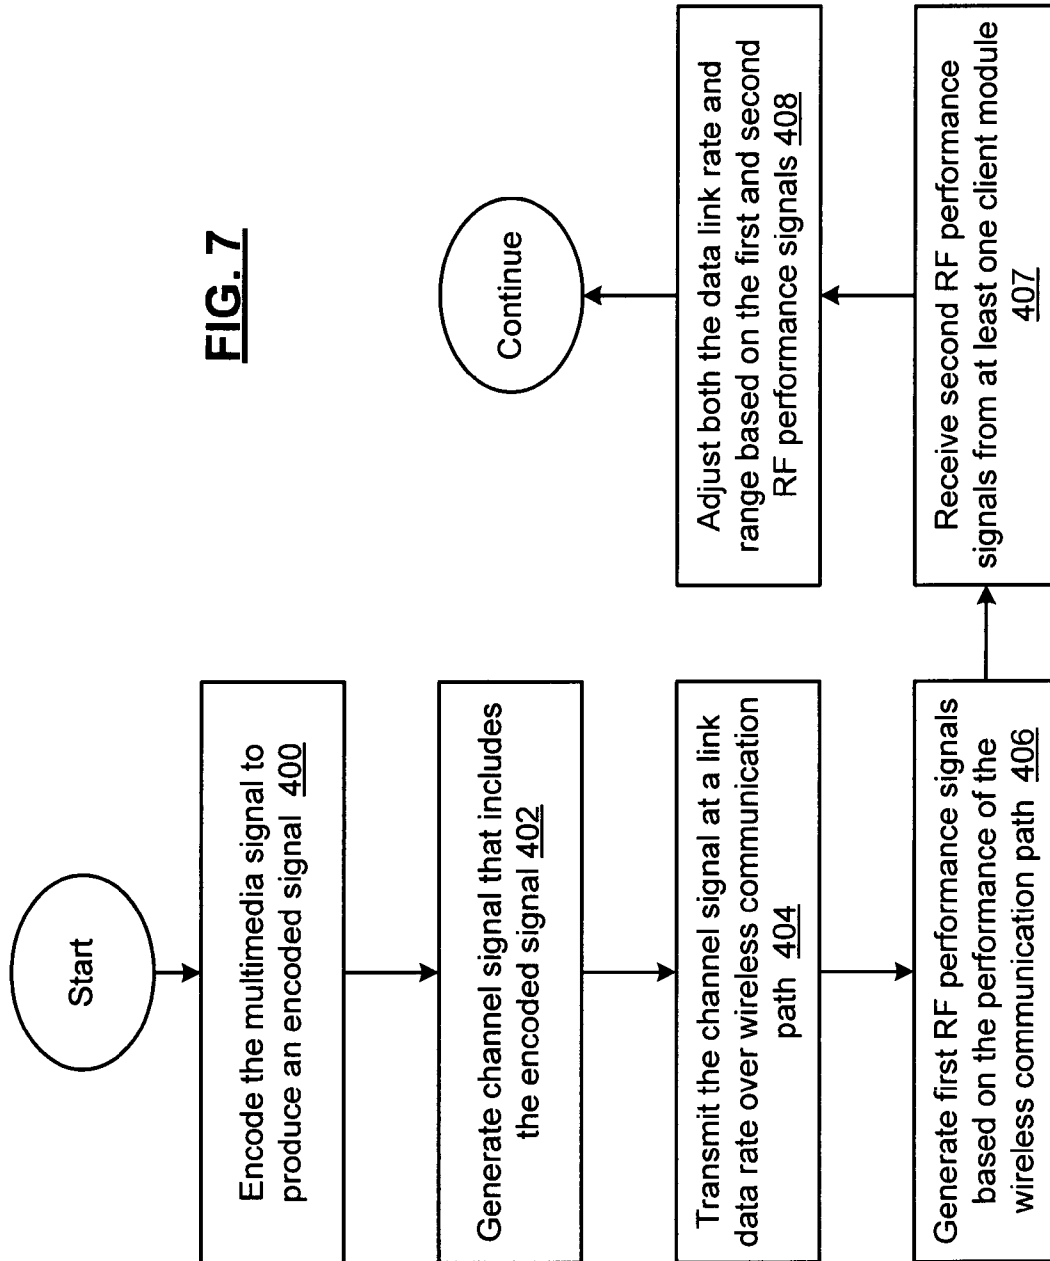 FIG. 7
Start
Encode the multimedia signal to
produce an encoded signal 400
Generate channel signal that includes
the encoded signal 402
Transmit the channel signal at a link
data rate over wireless communication
path 404
Generate first RF performance signals
based on the performance of the
wireless communication path 406
Receive second RF performance
signals from at least one client module
407
Adjust both the data link rate and
range based on the first and second
RF performance signals 408
Continue